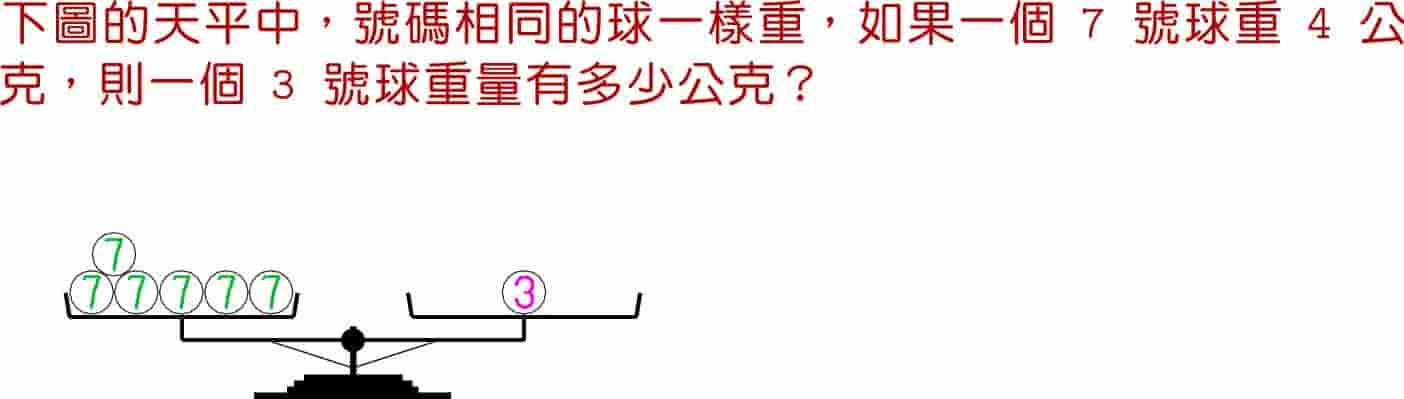 下圖的天平中，號碼相同的球一樣重，如果一個 7 號球重 4 公
克，則一個 3 號球重量有多少公克？
7
7 7 7 7 7 3